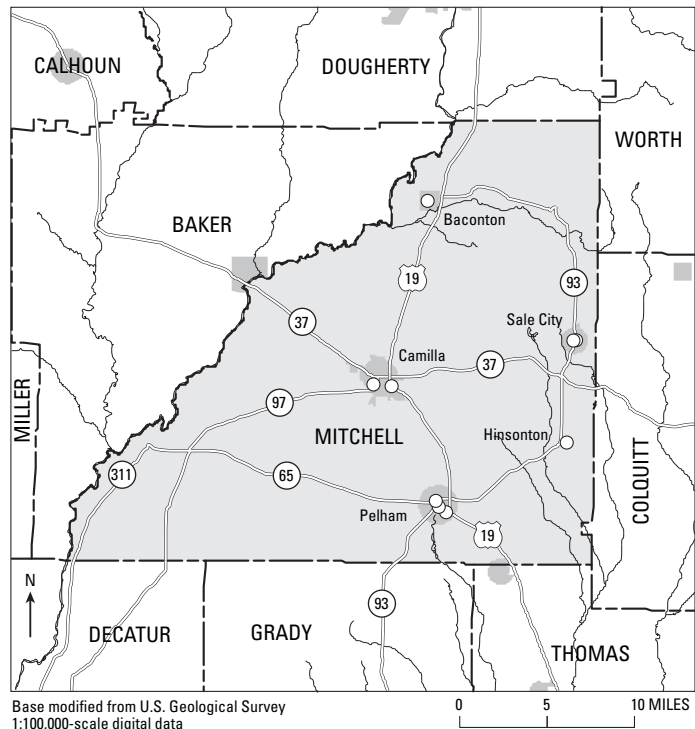 CALHOUN
DOUGHERTY
WORTH
BAKER
Baconton
19
93
37
Sale City
Camilla
37
97
MILLER
MITCHELL
Hinsonton
COLQUITT
311
65
Pelham
19
N
93
DECATUR
GRADY
THOMAS
Base modified from U.S. Geological Survey
1:100,000-scale digital data
0 5 10 MILES